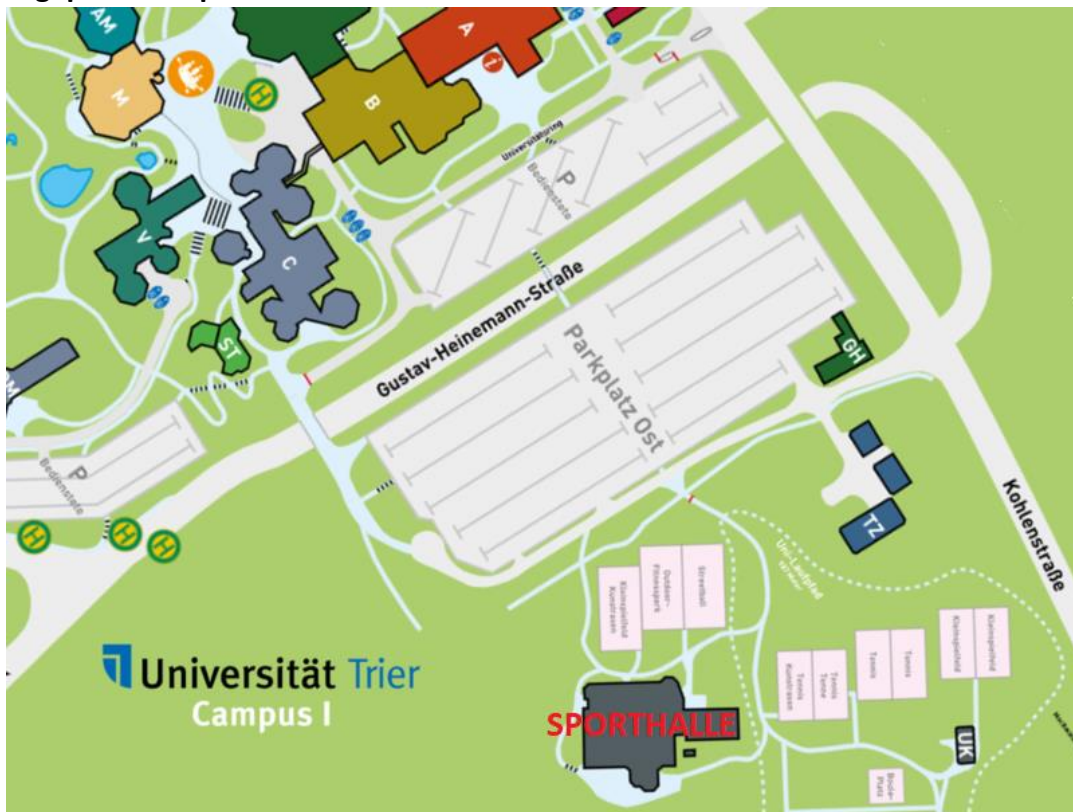 AM
M
H
A
i
B
Universitätsring
P
Bedienstete
V
C
ST
Gustav-Heinemann-Straße
Parkplatz Ost
GH
P
Bedienstete
H
H
H
TZ
Kohlenstraße
Uni-Laufpfad
Kleinspielfeld
Kunstrasen
Outdoor-
Fitnesspark
Streetball
Tennis
Kunstrasen
Tennis
Tenne
Tennis
Tennis
Kleinspielfeld
Kleinspielfeld
Universität Trier
Campus I
SPORTHALLE
UK
Boule-
Platz